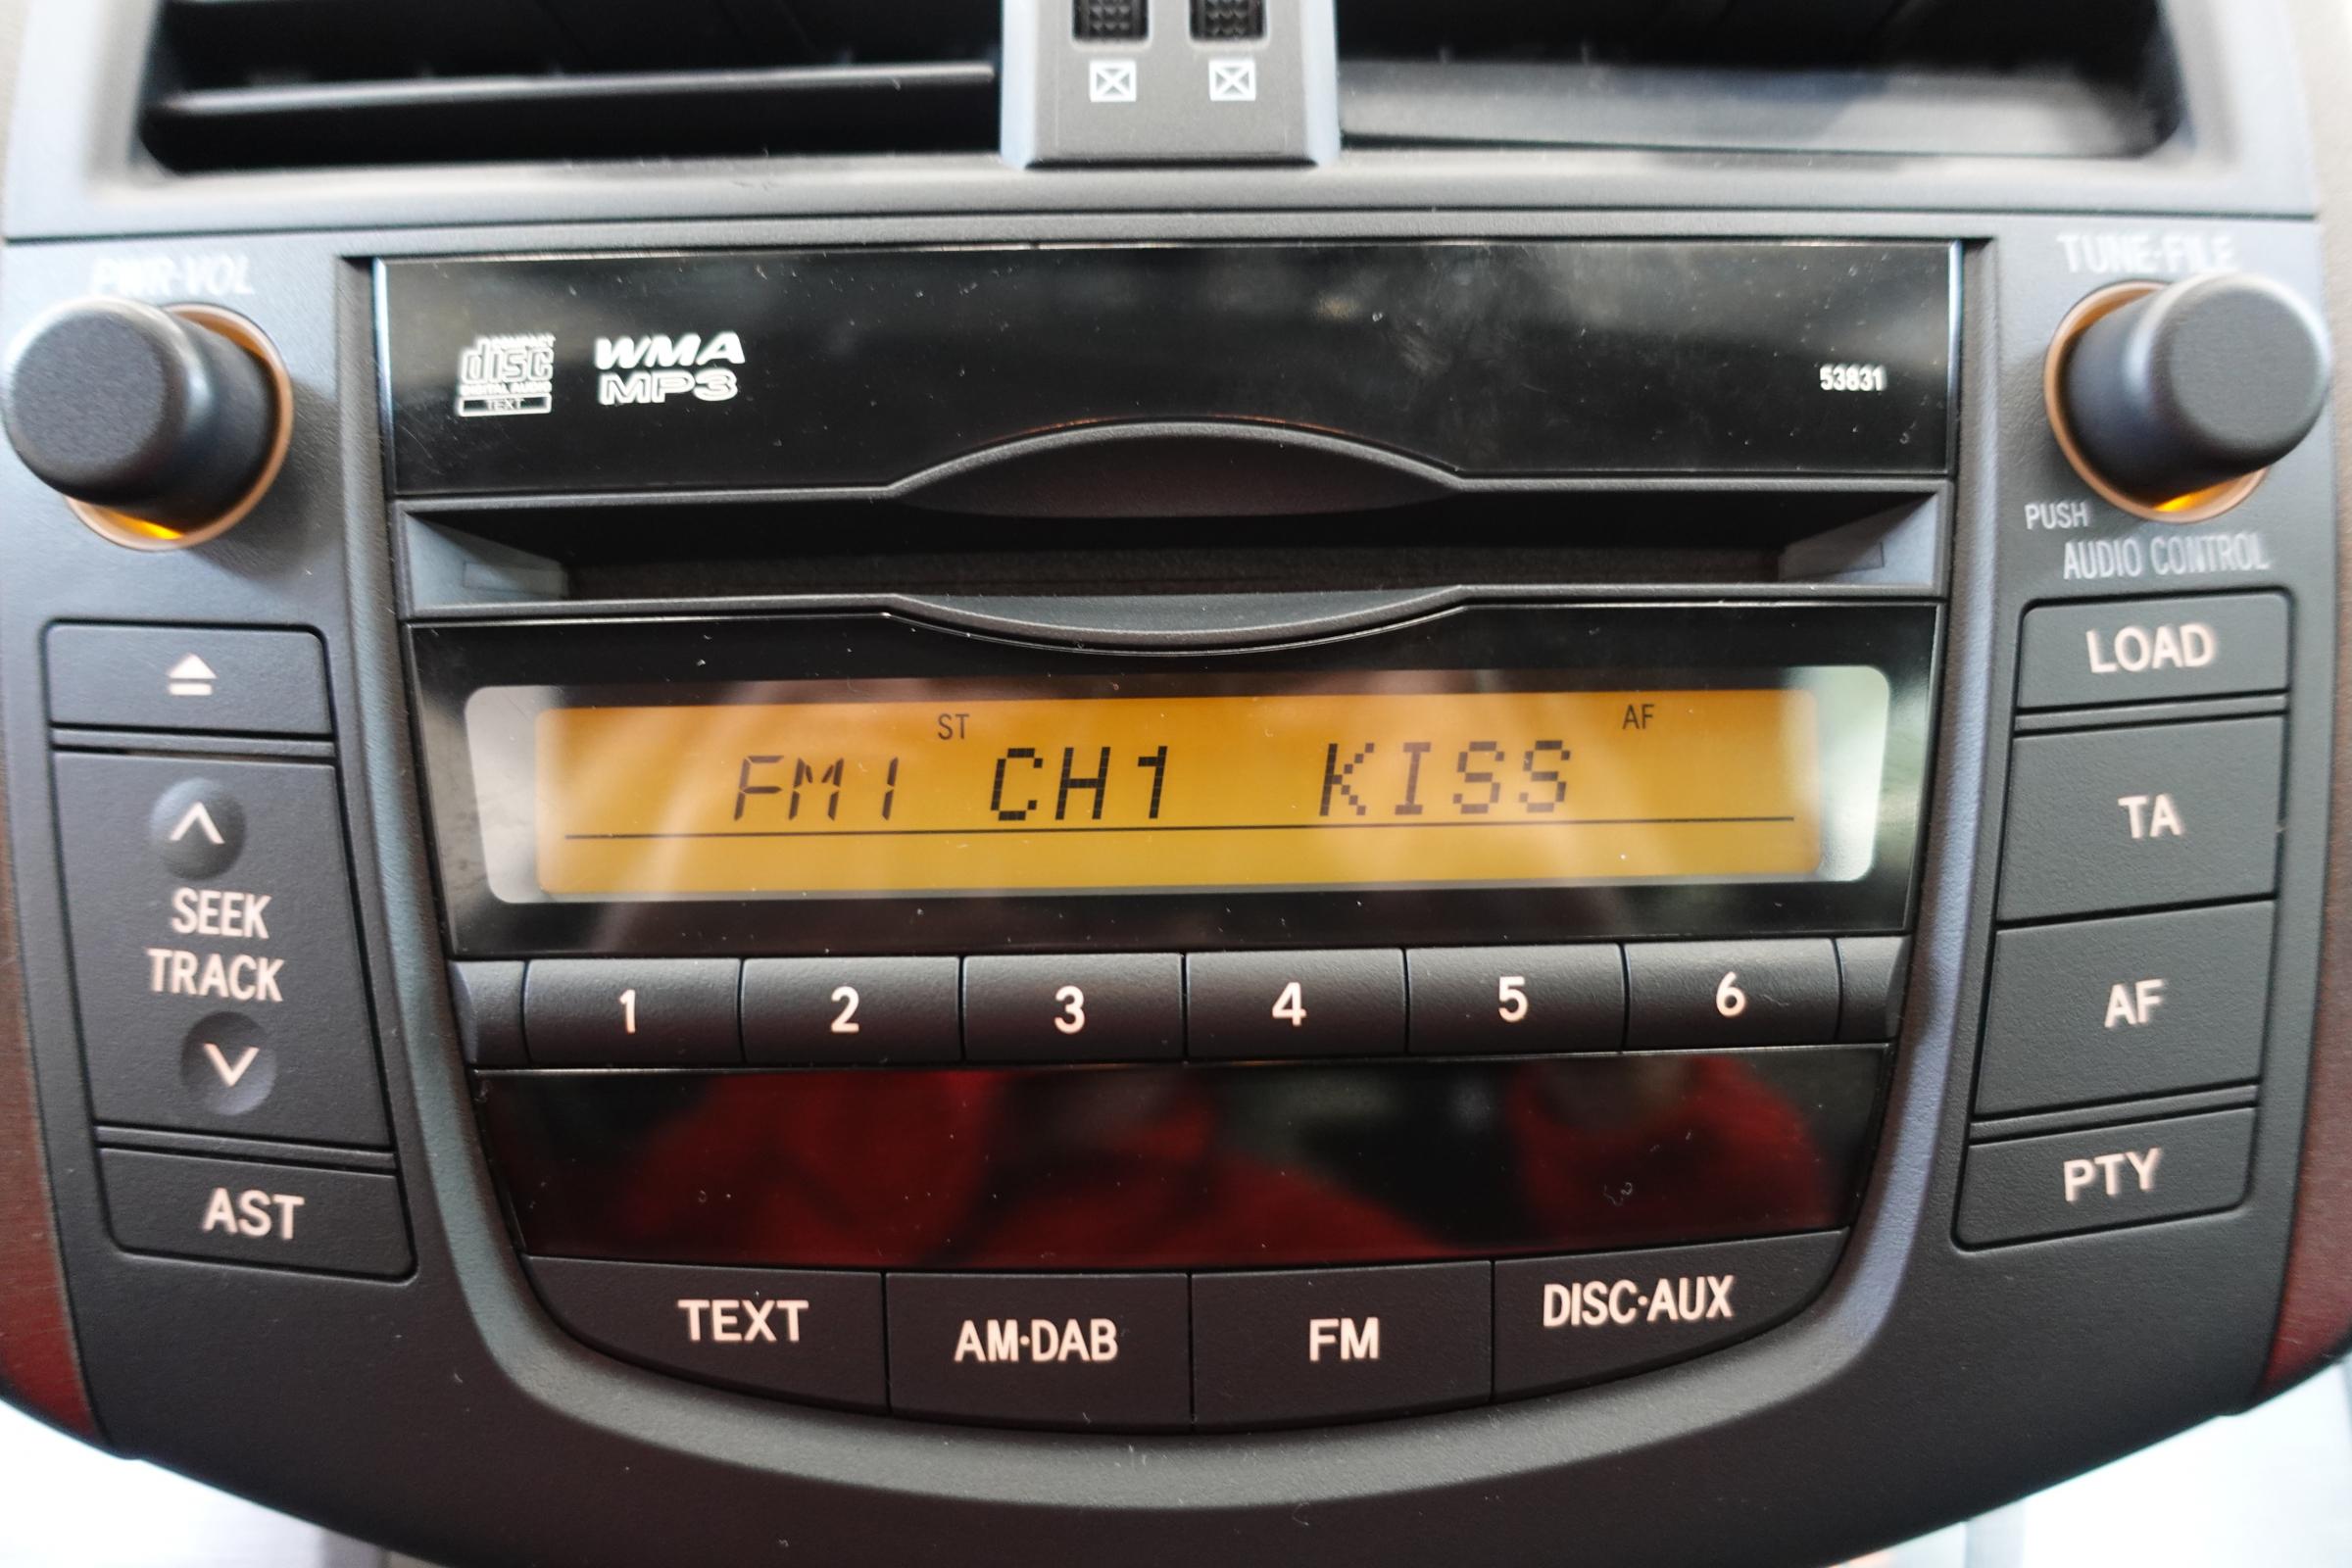 PWR·VOL
TUNE·FILE
COMPACT
disc
DIGITAL AUDIO
TEXT
WMA
MP3
53831
PUSH
AUDIO CONTROL
LOAD
ST
AF
FM1 CH1 KISS
TA
SEEK
TRACK
1 2 3 4 5 6
AF
AST
PTY
TEXT
AM·DAB
FM
DISC·AUX